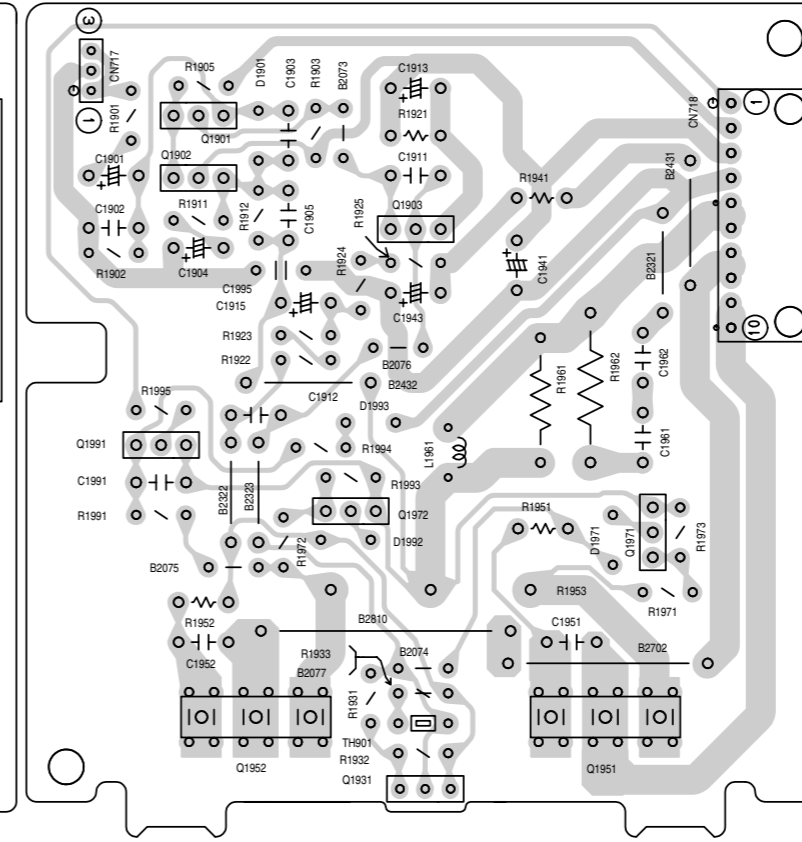 3
CN717
1
R1901
R1905
Q1901
D1901
C1903
R1903
B2073
C1913
R1921
C1911
CN718
1
10
B2431
B2321
C1901
Q1902
C1902
R1902
R1911
C1904
R1912
C1905
R1925
Q1903
R1924
R1941
C1941
C1995
C1915
R1923
R1922
C1943
B2076
B2432
C1912
D1993
R1961
R1962
C1962
C1961
L1961
R1995
Q1991
C1991
R1991
B2322
B2323
R1994
R1993
Q1972
D1992
R1972
B2075
R1951
D1971
Q1971
R1973
R1953
R1971
R1952
C1952
B2077
B2810
R1933
B2074
C1951
B2702
R1931
TH901
R1932
Q1931
Q1952
Q1951